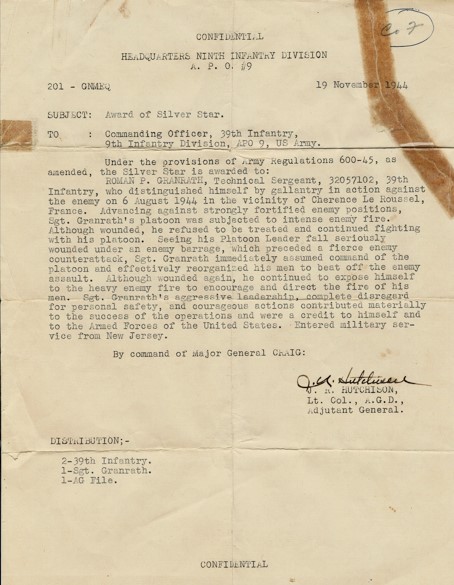 CONFIDENTIAL
Co F
HEADQUARTERS NINTH INFANTRY DIVISION
A. P. O. #9
201 - GNMEQ
19 November 1944
SUBJECT: Award of Silver Star.
TO : Commanding Officer, 39th Infantry,
9th Infantry Division, APO 9, US Army.
Under the provisions of Army Regulations 600-45, as
amended, the Silver Star is awarded to:
ROMAN P. GRANRATH, Technical Sergeant, 32057102, 39th
Infantry, who distinguished himself by gallantry in action against
the enemy on 6 August 1944 in the vicinity of Cherence Le Roussel,
France. Advancing against strongly fortified enemy positions,
Sgt. Granrath's platoon was subjected to intense enemy fire.
Although wounded, he refused to be treated and continued fighting
with his platoon. Seeing his Platoon Leader fall seriously
wounded under an enemy barrage, which preceded a fierce enemy
counterattack, Sgt. Granrath immediately assumed command of the
platoon and effectively reorganized his men to beat off the enemy
assault. Although wounded again, he continued to expose himself
to the heavy enemy fire to encourage and direct the fire of his
men. Sgt. Granrath's aggressive leadership, complete disregard
for personal safety, and courageous actions contributed materially
to the success of the operations and were a credit to himself and
to the Armed Forces of the United States. Entered military ser-
vice from New Jersey.
By command of Major General CRAIG:
J. R. Hutchison
J. R. HUTCHISON,
Lt. Col., A.G.D.,
Adjutant General.
DISTRIBUTION;-
2-39th Infantry.
1-Sgt. Granrath.
1-AG File.
CONFIDENTIAL